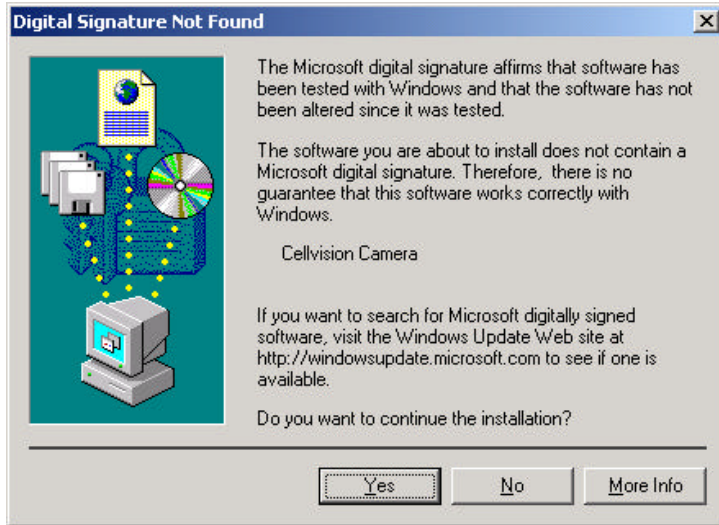 Digital Signature Not Found
The Microsoft digital signature affirms that software has
been tested with Windows and that the software has not
been altered since it was tested.
The software you are about to install does not contain a
Microsoft digital signature. Therefore,  there is no
guarantee that this software works correctly with
Windows.
Cellvision Camera
If you want to search for Microsoft digitally signed
software, visit the Windows Update Web site at
http://windowsupdate.microsoft.com to see if one is
available.
Do you want to continue the installation?
Yes
No
More Info